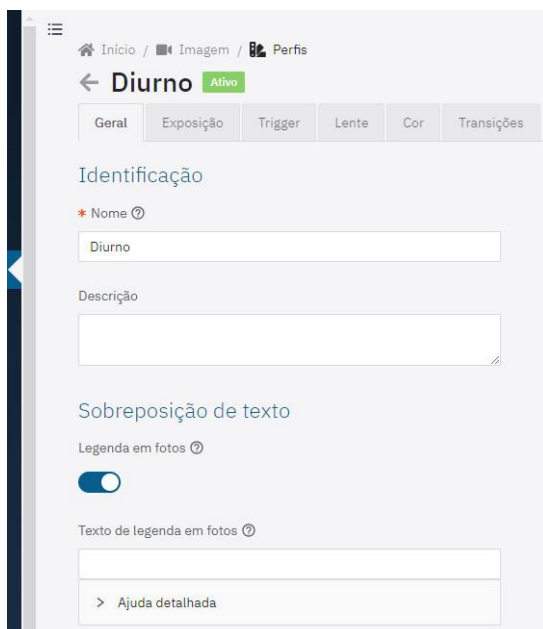 Início / Imagem / Perfis
← Diurno Ativo
Geral Exposição Trigger Lente Cor Transições
Identificação
* Nome ?
Diurno
Descrição
Sobreposição de texto
Legenda em fotos ?
Texto de legenda em fotos ?
> Ajuda detalhada